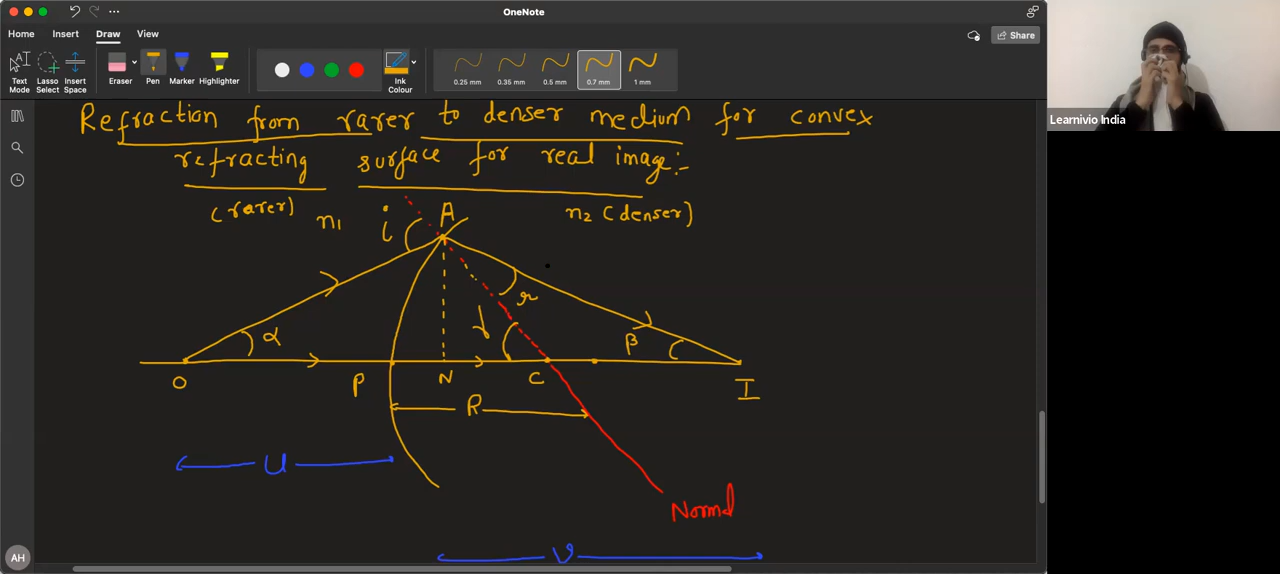 OneNote
Home Insert Draw View
Share
Text Mode
Lasso Select
Insert Space
Eraser
Pen
Marker
Highlighter
Ink Colour
0.25 mm
0.35 mm
0.5 mm
0.7 mm
1 mm
Learnivio India
Refraction from rarer to denser medium for convex
refracting surface for real image:-
(rarer) n1 i A n2 (denser)
r
α γ β
O P N C I
R
u
Normal
v
AH